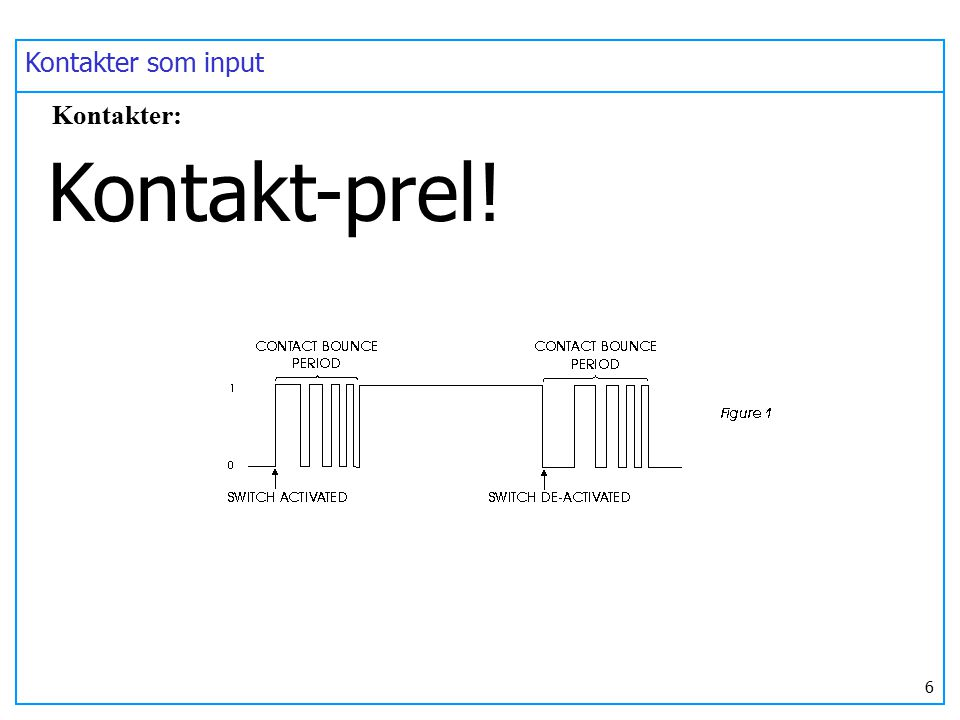 Kontakter som input
Kontakter:
Kontakt-prel!
CONTACT BOUNCE
PERIOD
CONTACT BOUNCE
PERIOD
1
Figure 1
0
SWITCH ACTIVATED
SWITCH DE-ACTIVATED
6